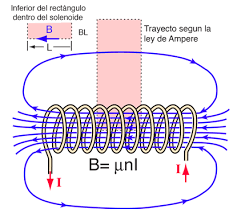 Inferior del rectángulo
dentro del solenoide
B
BL
L
Trayecto segun la
ley de Ampere
B= μnI
I
I